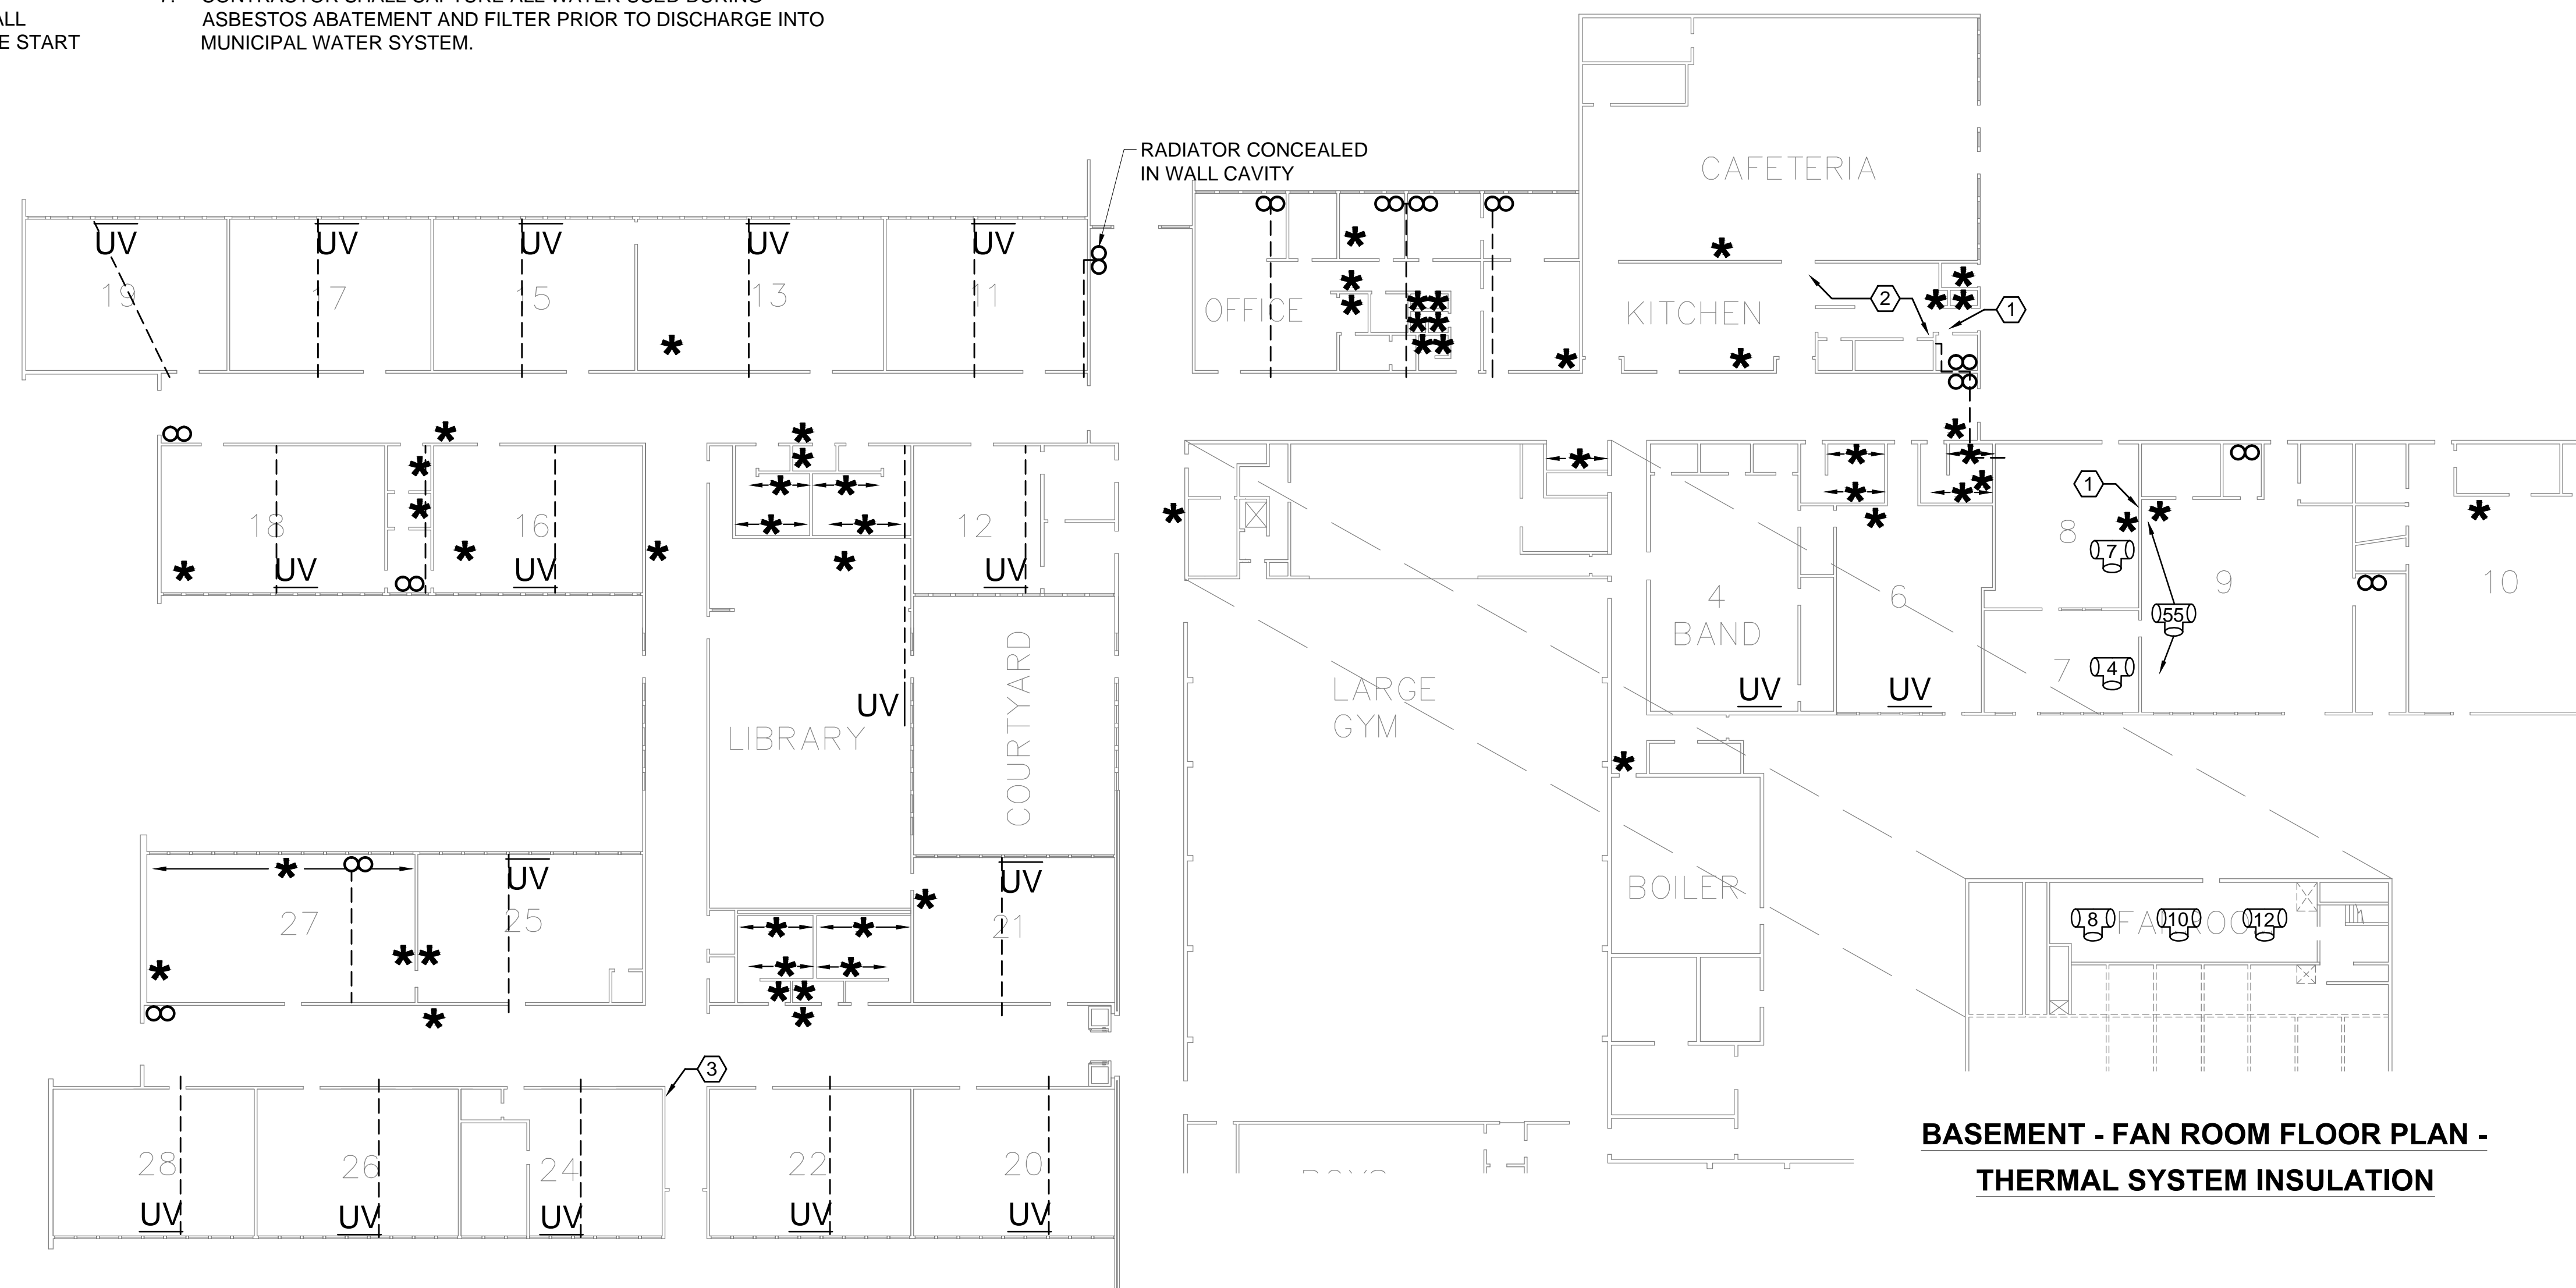 ALL
E START
ASBESTOS ABATEMENT AND FILTER PRIOR TO DISCHARGE INTO
MUNICIPAL WATER SYSTEM.
RADIATOR CONCEALED
IN WALL CAVITY
CAFETERIA
UV UV UV UV UV
19 17 15 13 11
OFFICE
KITCHEN
2
1
18 16 12
UV UV UV
1
8
7
9
10
55
4
BAND
6
7
4
UV UV
UV
LIBRARY
COURTYARD
LARGE
GYM
UV UV
27 25 21
BOILER
8 10 12
3
28 26 24 22 20
UV UV UV UV UV
BASEMENT - FAN ROOM FLOOR PLAN -
THERMAL SYSTEM INSULATION